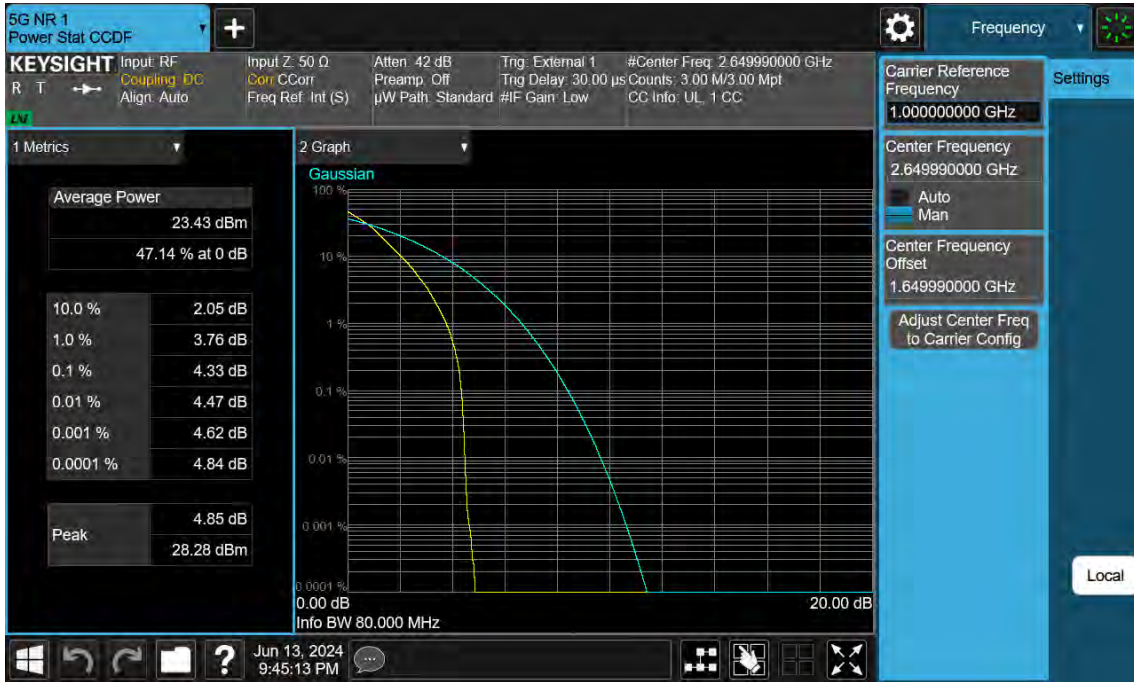 5G NR 1
Power Stat CCDF
+
Frequency
KEYSIGHT
R T
LNI
Input: RF
Coupling: DC
Align: Auto
Input Z: 50 Ω
Corr CCorr
Freq Ref: Int (S)
Atten: 42 dB
Preamp: Off
µW Path: Standard
Trig: External 1
Trig Delay: 30.00 µs
#IF Gain: Low
#Center Freq: 2.649990000 GHz
Counts: 3.00 M/3.00 Mpt
CC Info: UL, 1 CC
1 Metrics
Average Power
23.43 dBm
47.14 % at 0 dB
10.0 % 2.05 dB
1.0 % 3.76 dB
0.1 % 4.33 dB
0.01 % 4.47 dB
0.001 % 4.62 dB
0.0001 % 4.84 dB
Peak
4.85 dB
28.28 dBm
2 Graph
Gaussian
100 %
10 %
1 %
0.1 %
0.01 %
0.001 %
0.0001 %
0.00 dB 20.00 dB
Info BW 80.000 MHz
Carrier Reference
Frequency
1.000000000 GHz
Center Frequency
2.649990000 GHz
Auto
Man
Center Frequency
Offset
1.649990000 GHz
Adjust Center Freq
to Carrier Config
Settings
Local
?
Jun 13, 2024
9:45:13 PM